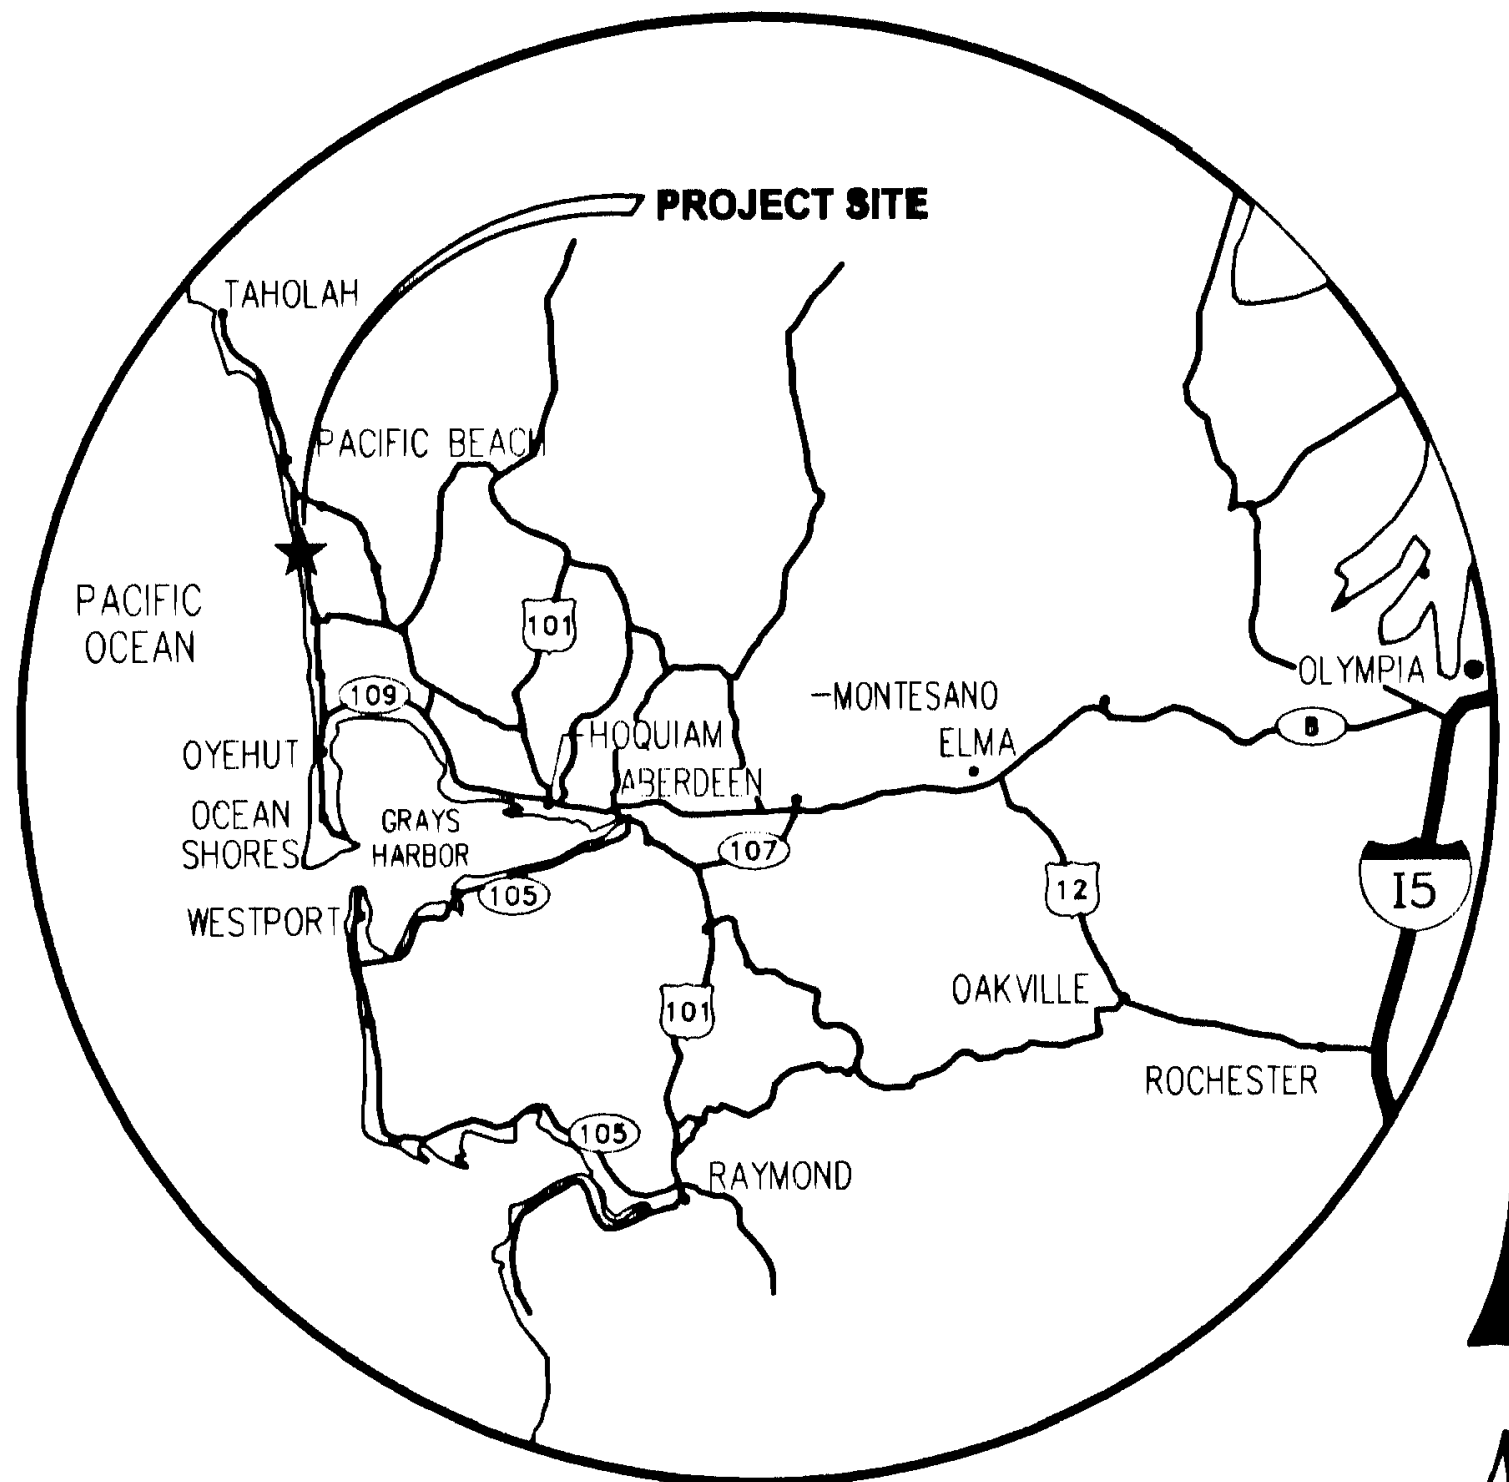 PROJECT SITE
TAHOLAH
PACIFIC BEACH
PACIFIC
OCEAN
101
109
OLYMPIA
MONTESANO
HOQUIAM
ELMA
8
OYEHUT
ABERDEEN
OCEAN
SHORES
GRAYS
HARBOR
107
105
12
I5
WESTPORT
OAKVILLE
101
ROCHESTER
105
RAYMOND